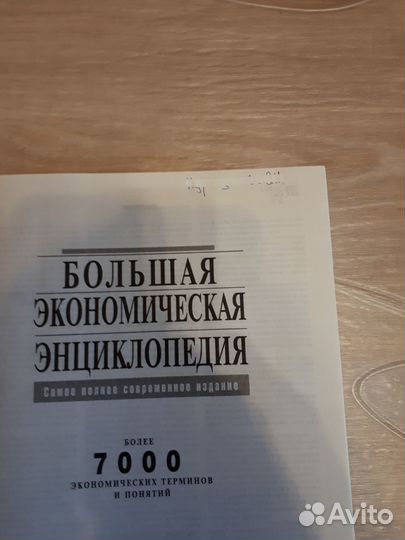 БОЛЬШАЯ
ЭКОНОМИЧЕСКАЯ
ЭНЦИКЛОПЕДИЯ
Самое полное современное издание
БОЛЕЕ
7000
ЭКОНОМИЧЕСКИХ ТЕРМИНОВ
И ПОНЯТИЙ
Avito